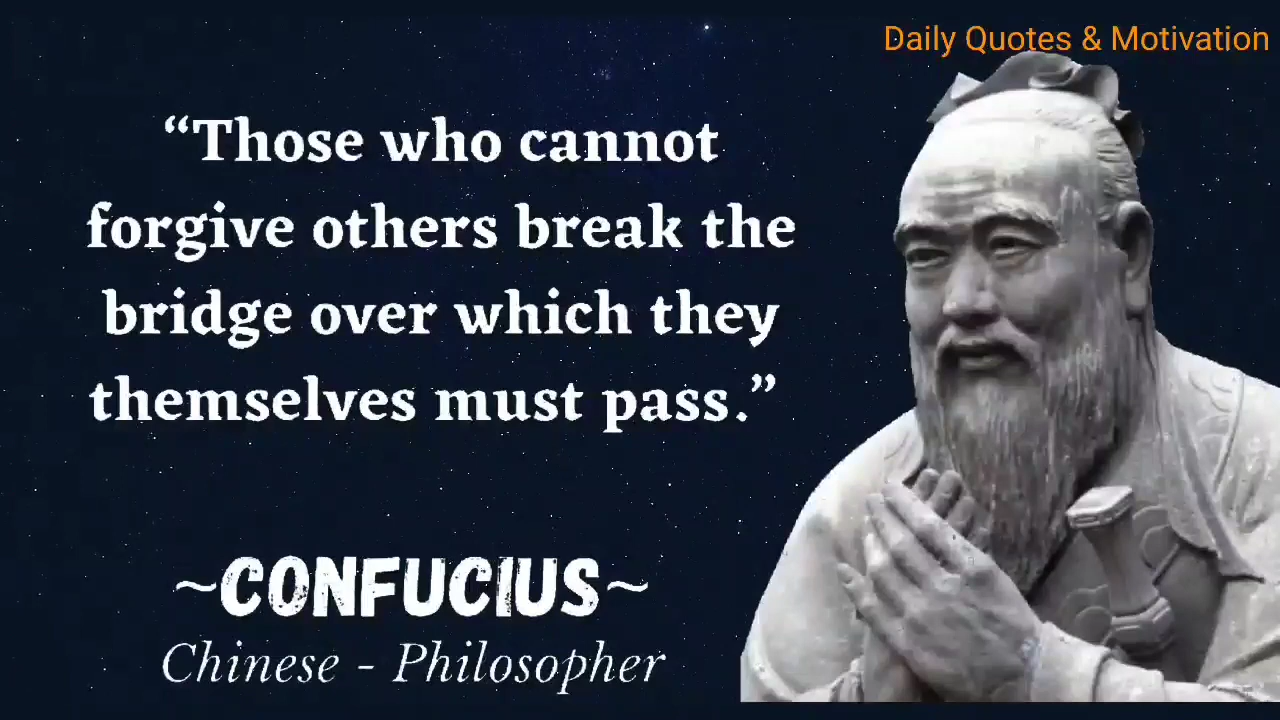 Daily Quotes & Motivation
“Those who cannot
forgive others break the
bridge over which they
themselves must pass.”
~CONFUCIUS~
Chinese - Philosopher